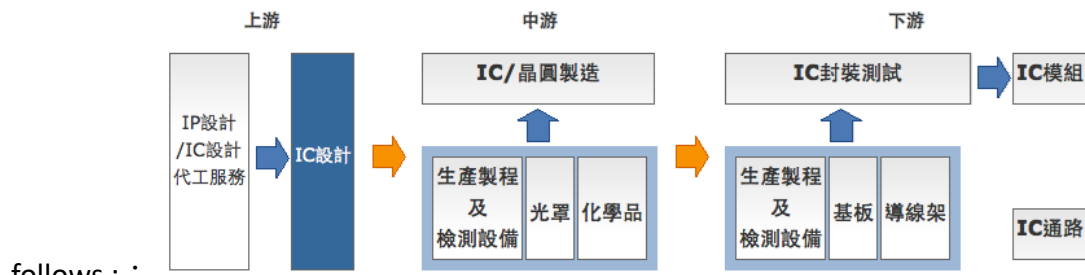 上游
中游
下游
IP設計
/IC設計
代工服務
IC設計
IC/晶圓製造
生產製程
及
檢測設備
光罩
化學品
IC封裝測試
生產製程
及
檢測設備
基板
導線架
IC模組
IC通路
follows :